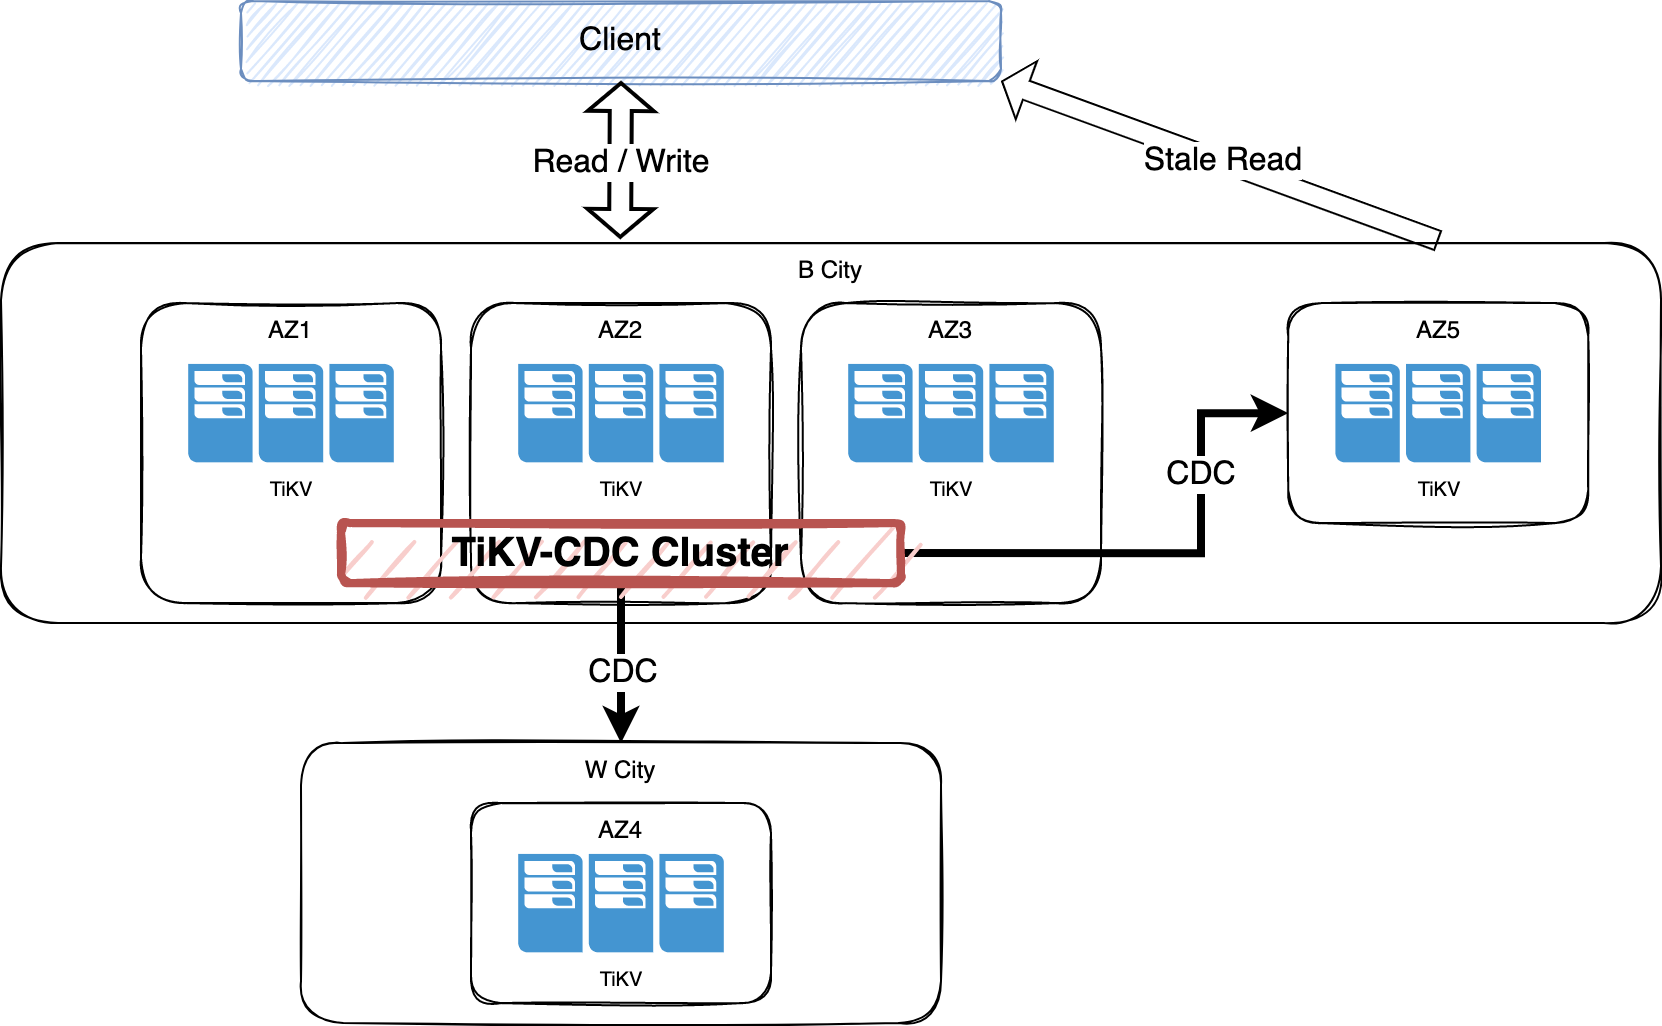 Client
Read / Write
Stale Read
B City
AZ1
AZ2
AZ3
AZ5
TiKV
TiKV
TiKV
TiKV
CDC
TiKV-CDC Cluster
CDC
W City
AZ4
TiKV